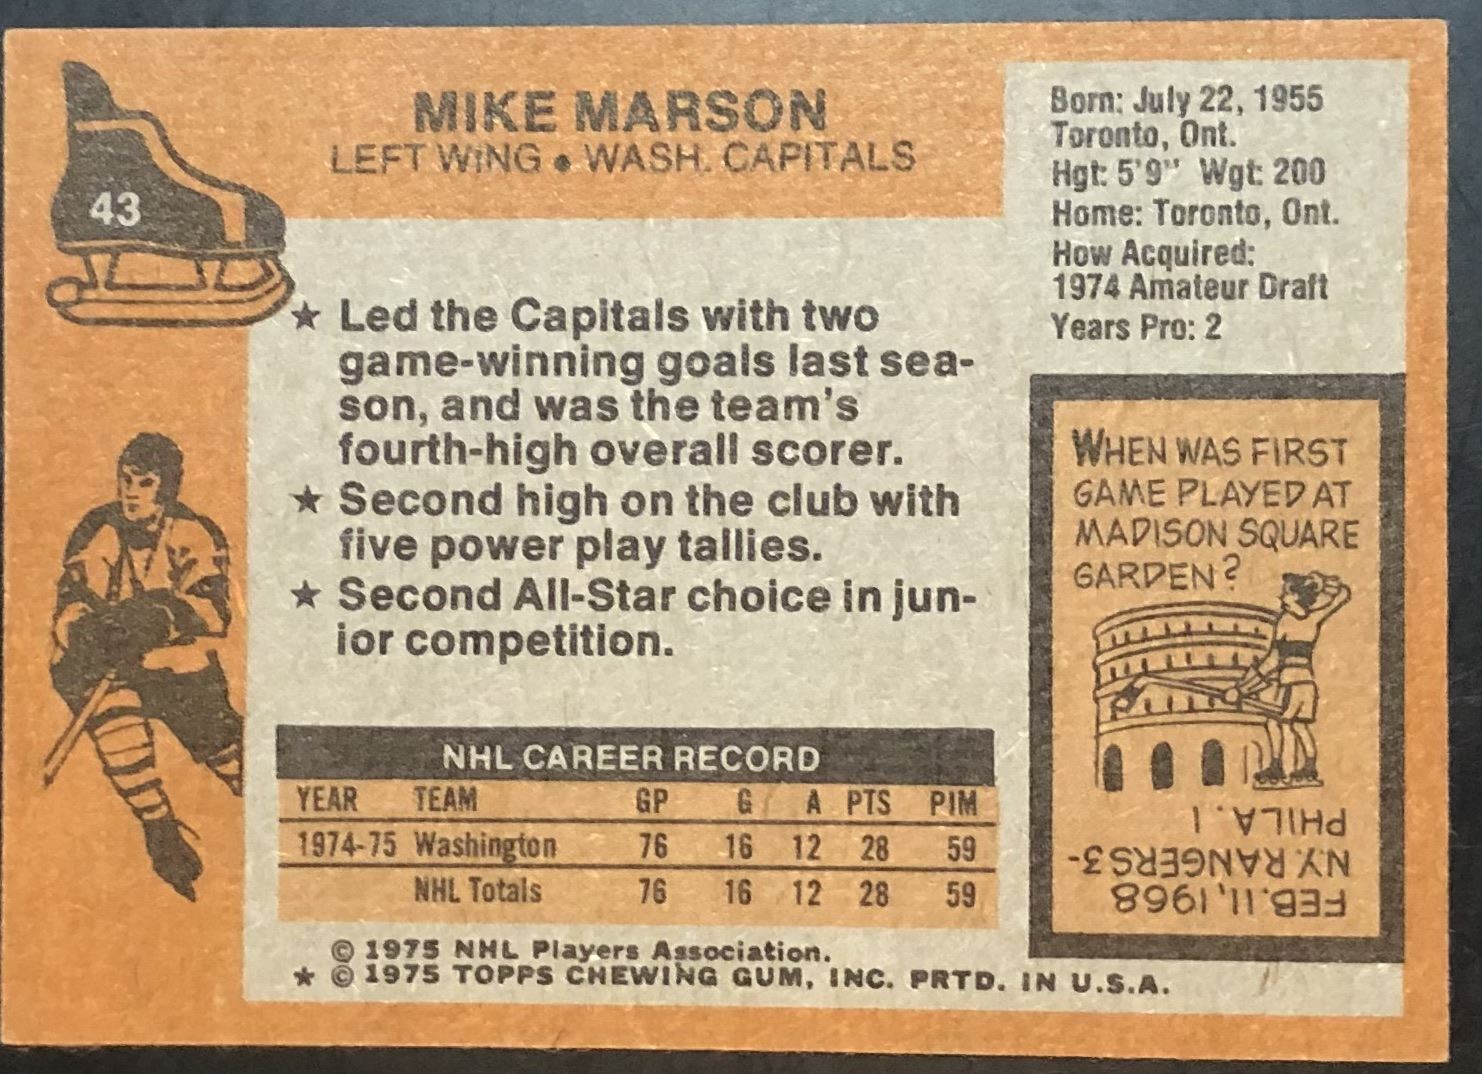 43
MIKE MARSON
LEFT WING • WASH. CAPITALS
Born: July 22, 1955
Toronto, Ont.
Hgt: 5'9" Wgt: 200
Home: Toronto, Ont.
How Acquired:
1974 Amateur Draft
Years Pro: 2
★ Led the Capitals with two
game-winning goals last sea-
son, and was the team's
fourth-high overall scorer.
★ Second high on the club with
five power play tallies.
★ Second All-Star choice in jun-
ior competition.
NHL CAREER RECORD
YEAR TEAM GP G A PTS PIM
1974-75 Washington 76 16 12 28 59
NHL Totals 76 16 12 28 59
© 1975 NHL Players Association.
★ © 1975 TOPPS CHEWING GUM, INC. PRTD. IN U.S.A.
WHEN WAS FIRST
GAME PLAYED AT
MADISON SQUARE
GARDEN?
FEB. 11, 1968
N.Y. RANGERS 3-
PHILA. 1